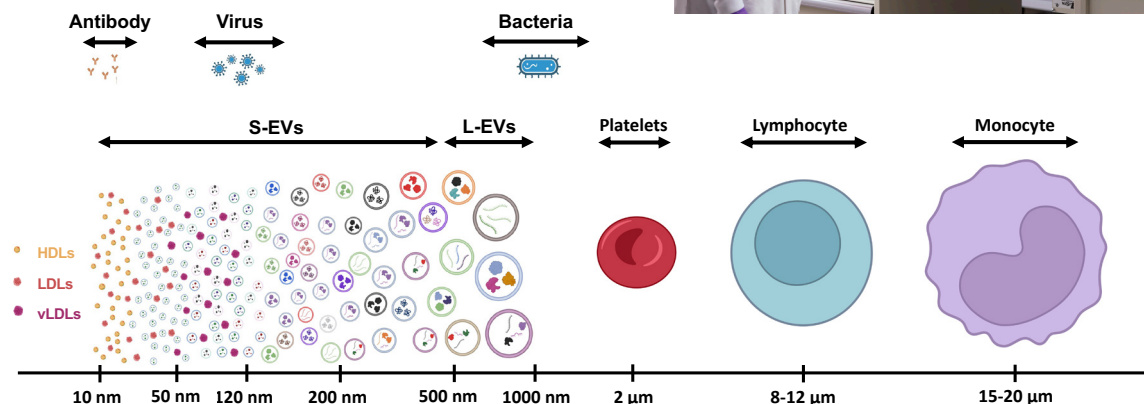 Antibody
Virus
Bacteria
S-EVs
L-EVs
Platelets
Lymphocyte
Monocyte
HDLs
LDLs
vLDLs
10 nm
50 nm
120 nm
200 nm
500 nm
1000 nm
2 μm
8-12 μm
15-20 μm